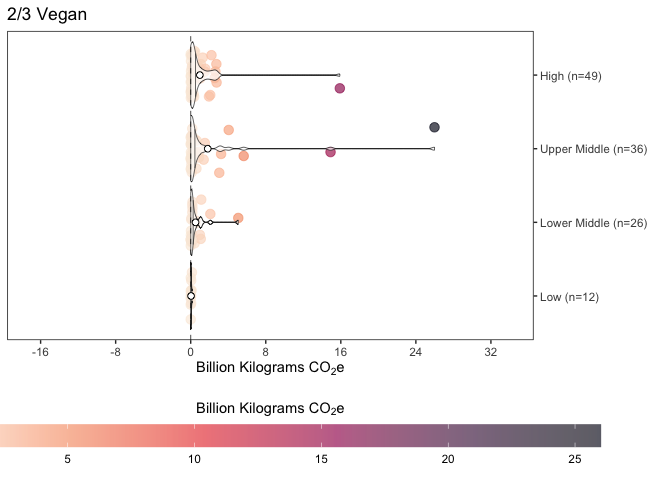 2/3 Vegan
High (n=49)
Upper Middle (n=36)
Lower Middle (n=26)
Low (n=12)
-16 -8 0 8 16 24 32
Billion Kilograms CO₂e
Billion Kilograms CO₂e
5 10 15 20 25